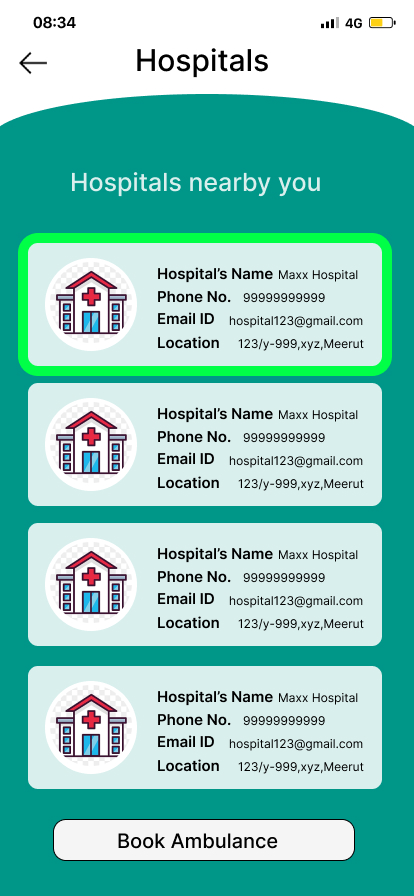 08:34 4G
Hospitals
Hospitals nearby you
Hospital's Name Maxx Hospital
Phone No. 99999999999
Email ID hospital123@gmail.com
Location 123/y-999,xyz,Meerut
Hospital's Name Maxx Hospital
Phone No. 99999999999
Email ID hospital123@gmail.com
Location 123/y-999,xyz,Meerut
Hospital's Name Maxx Hospital
Phone No. 99999999999
Email ID hospital123@gmail.com
Location 123/y-999,xyz,Meerut
Hospital's Name Maxx Hospital
Phone No. 99999999999
Email ID hospital123@gmail.com
Location 123/y-999,xyz,Meerut
Book Ambulance